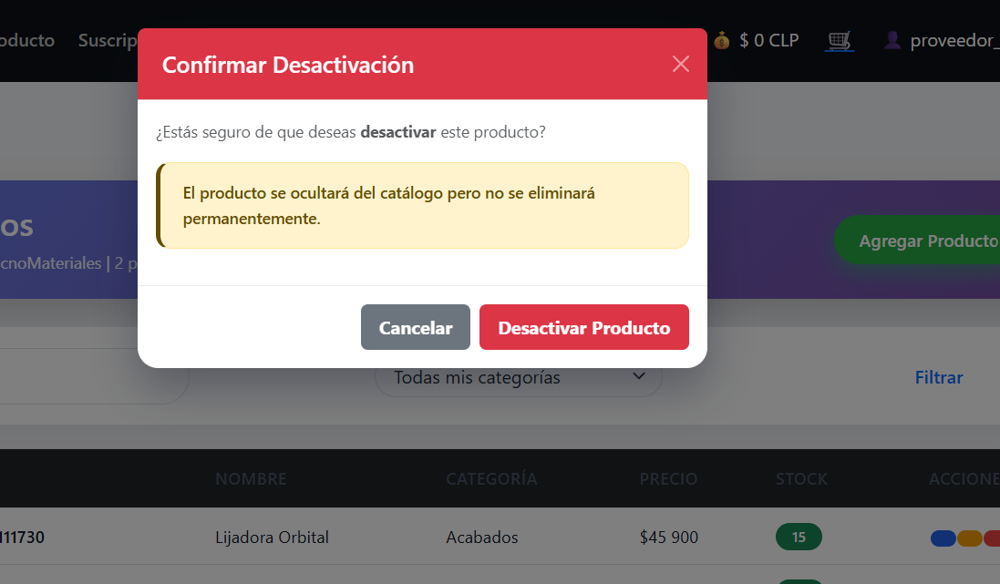 oducto Suscrip $ 0 CLP proveedor_
Confirmar Desactivación
¿Estás seguro de que deseas desactivar este producto?
El producto se ocultará del catálogo pero no se eliminará
permanentemente.
os
Agregar Producto
cnoMateriales | 2 p
Cancelar Desactivar Producto
Todas mis categorías Filtrar
NOMBRE CATEGORÍA PRECIO STOCK ACCIONE
111730 Lijadora Orbital Acabados $45 900 15